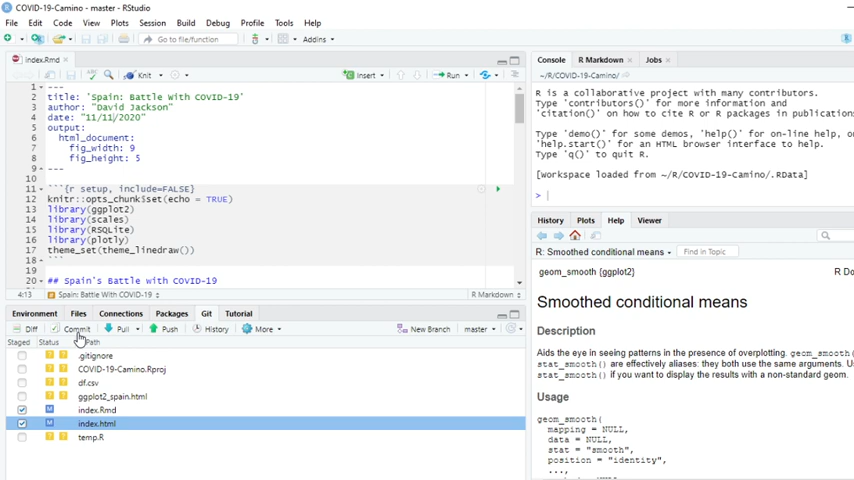 COVID-19-Camino - master - RStudio
File Edit Code View Plots Session Build Debug Profile Tools Help
Go to file/function Addins
index.Rmd
Knit Insert Run
1 ---
2 title: 'Spain: Battle With COVID-19'
3 author: "David Jackson"
4 date: "11/11/2020"
5 output:
6 html_document:
7 fig_width: 9
8 fig_height: 5
9 ---
10
11 ```{r setup, include=FALSE}
12 knitr::opts_chunk$set(echo = TRUE)
13 library(ggplot2)
14 library(scales)
15 library(RSQLite)
16 library(plotly)
17 theme_set(theme_linedraw())
18 ```
19
20 ## Spain's Battle with COVID-19
4:13 Spain: Battle With COVID-19 R Markdown
Environment Files Connections Packages Git Tutorial
Diff Commit Pull Push History More New Branch master
Staged Status Path
.gitignore
COVID-19-Camino.Rproj
df.csv
ggplot2_spain.html
M index.Rmd
M index.html
temp.R
Console R Markdown Jobs
~/R/COVID-19-Camino/
R is a collaborative project with many contributors.
Type 'contributors()' for more information and
'citation()' on how to cite R or R packages in publications
Type 'demo()' for some demos, 'help()' for on-line help, or
'help.start()' for an HTML browser interface to help.
Type 'q()' to quit R.
[workspace loaded from ~/R/COVID-19-Camino/.RData]
>
History Plots Help Viewer
R: Smoothed conditional means Find in Topic
geom_smooth {ggplot2} R Do
Smoothed conditional means
Description
Aids the eye in seeing patterns in the presence of overplotting. geom_smooth(
stat_smooth() are effectively aliases: they both use the same arguments. U
stat_smooth() if you want to display the results with a non-standard geom.
Usage
geom_smooth(
mapping = NULL,
data = NULL,
stat = "smooth",
position = "identity",
...,